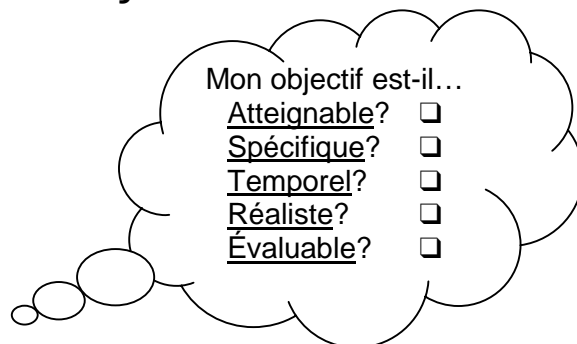 Mon objectif est-il…
Atteignable? ❑
Spécifique? ❑
Temporel? ❑
Réaliste? ❑
Évaluable? ❑